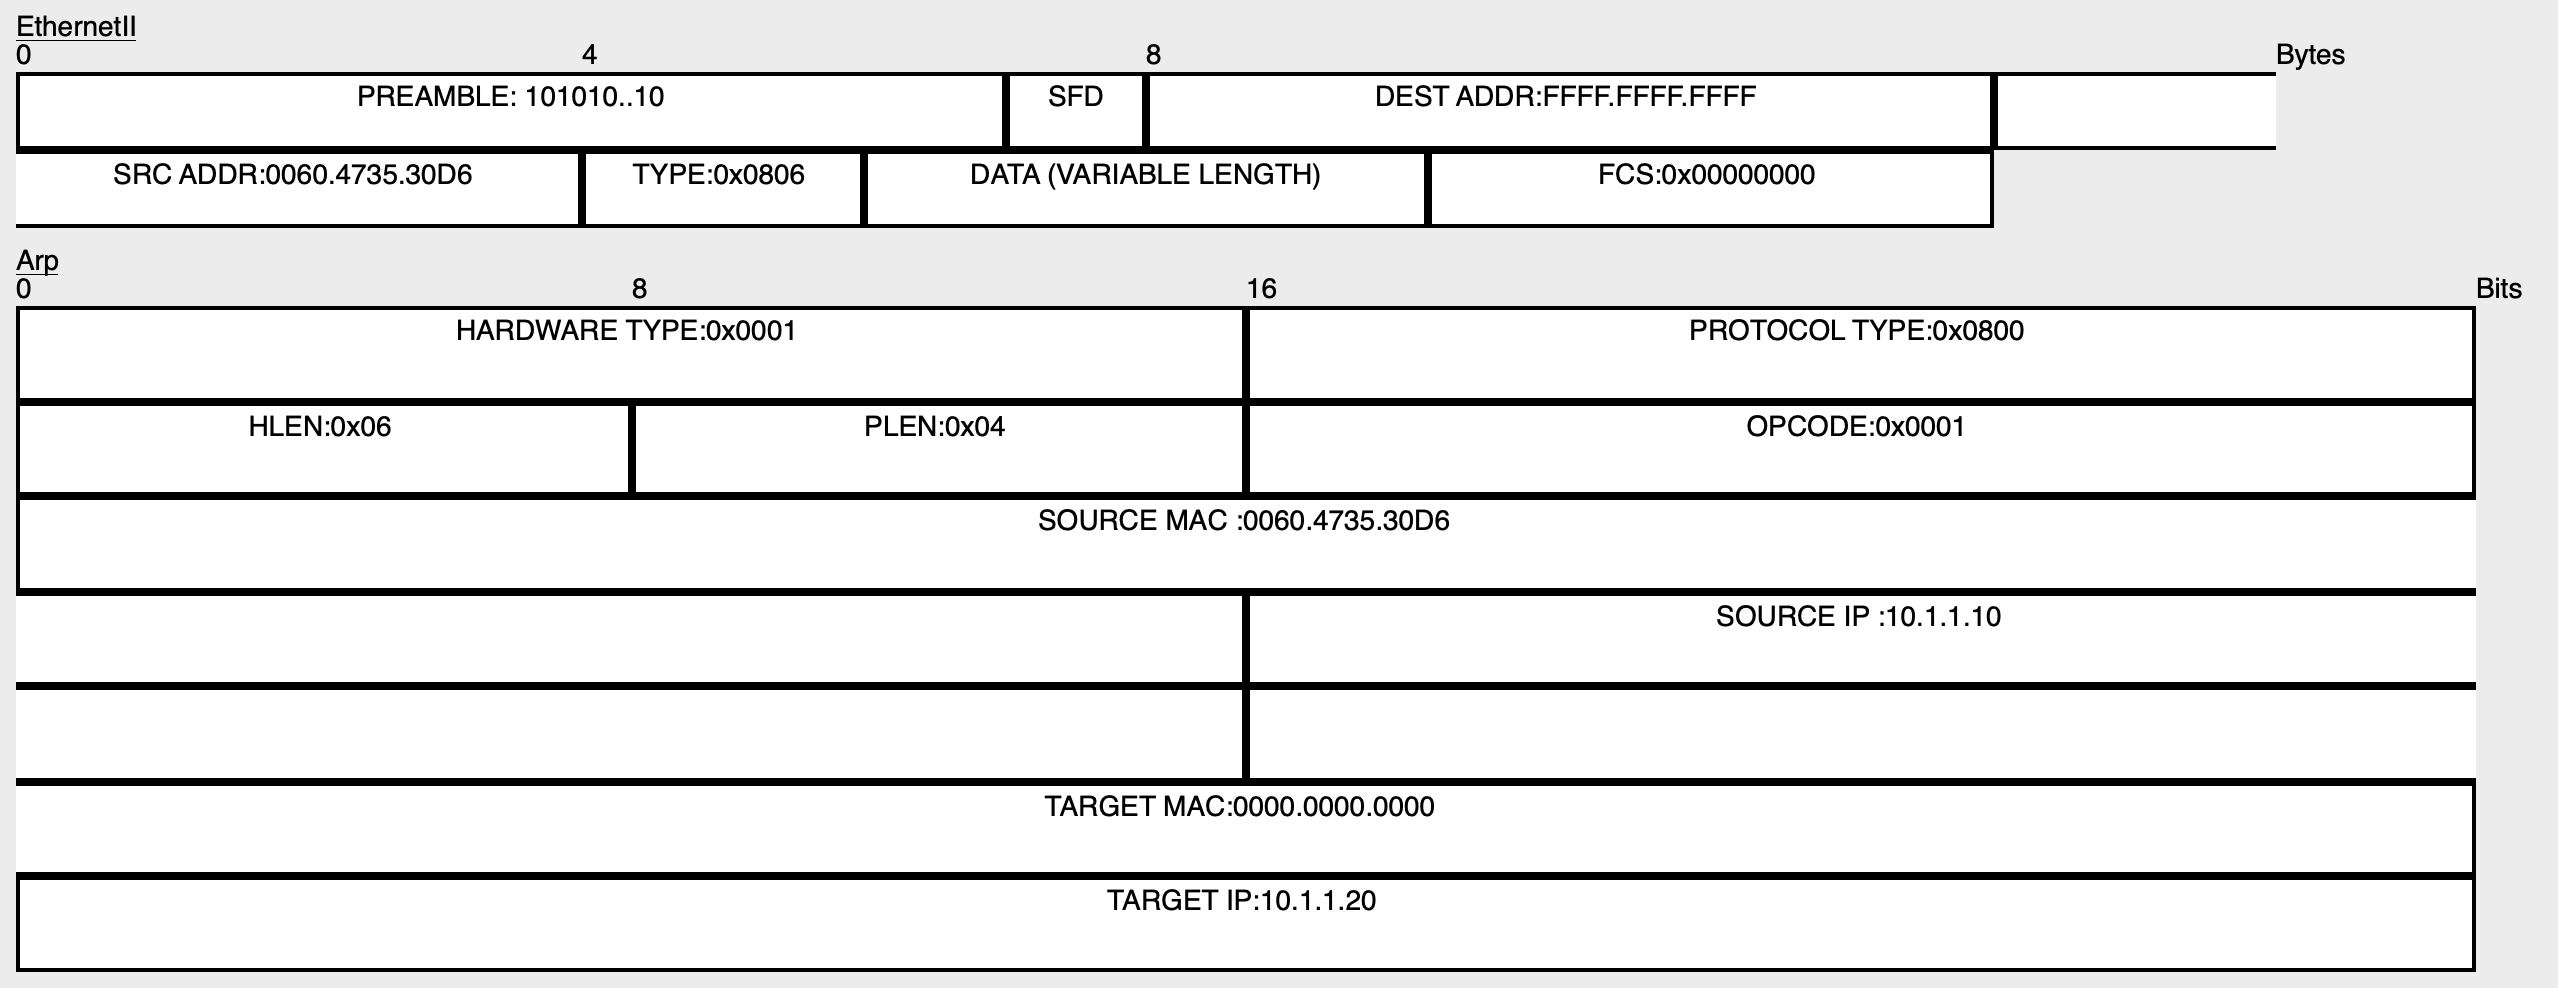 EthernetII
0 4 8 Bytes
PREAMBLE: 101010..10 SFD DEST ADDR:FFFF.FFFF.FFFF
SRC ADDR:0060.4735.30D6 TYPE:0x0806 DATA (VARIABLE LENGTH) FCS:0x00000000
Arp
0 8 16 Bits
HARDWARE TYPE:0x0001 PROTOCOL TYPE:0x0800
HLEN:0x06 PLEN:0x04 OPCODE:0x0001
SOURCE MAC :0060.4735.30D6
SOURCE IP :10.1.1.10
TARGET MAC:0000.0000.0000
TARGET IP:10.1.1.20